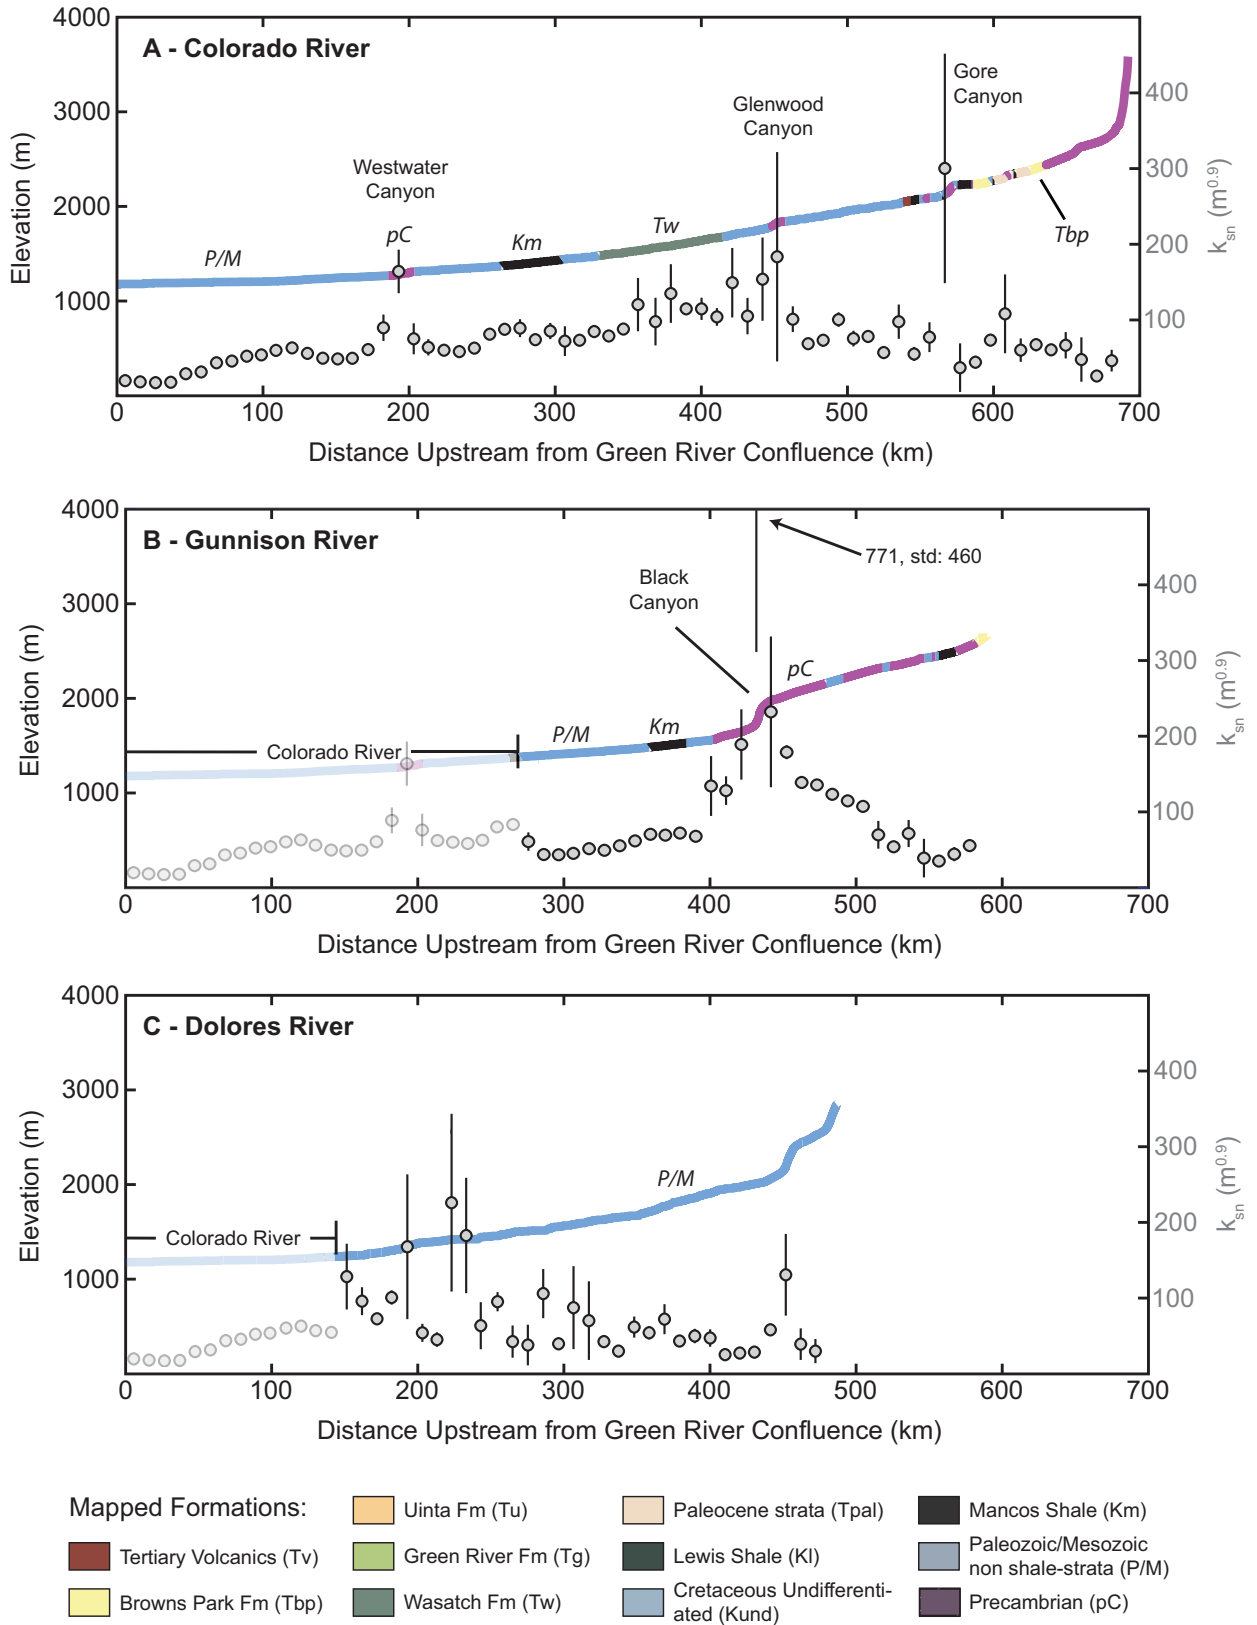 4000
3000
2000
1000
Elevation (m)
A - Colorado River
Westwater
Canyon
Glenwood
Canyon
Gore
Canyon
P/M
pC
Km
Tw
Tbp
400
300
200
100
k_sn (m^0.9)
0
100
200
300
400
500
600
700
Distance Upstream from Green River Confluence (km)
4000
3000
2000
1000
Elevation (m)
B - Gunnison River
771, std: 460
Black
Canyon
pC
P/M
Km
Colorado River
400
300
200
100
k_sn (m^0.9)
0
100
200
300
400
500
600
700
Distance Upstream from Green River Confluence (km)
4000
3000
2000
1000
Elevation (m)
C - Dolores River
P/M
Colorado River
400
300
200
100
k_sn (m^0.9)
0
100
200
300
400
500
600
700
Distance Upstream from Green River Confluence (km)
Mapped Formations:
Tertiary Volcanics (Tv)
Browns Park Fm (Tbp)
Uinta Fm (Tu)
Green River Fm (Tg)
Wasatch Fm (Tw)
Paleocene strata (Tpal)
Lewis Shale (Kl)
Cretaceous Undifferenti-
ated (Kund)
Mancos Shale (Km)
Paleozoic/Mesozoic
non shale-strata (P/M)
Precambrian (pC)